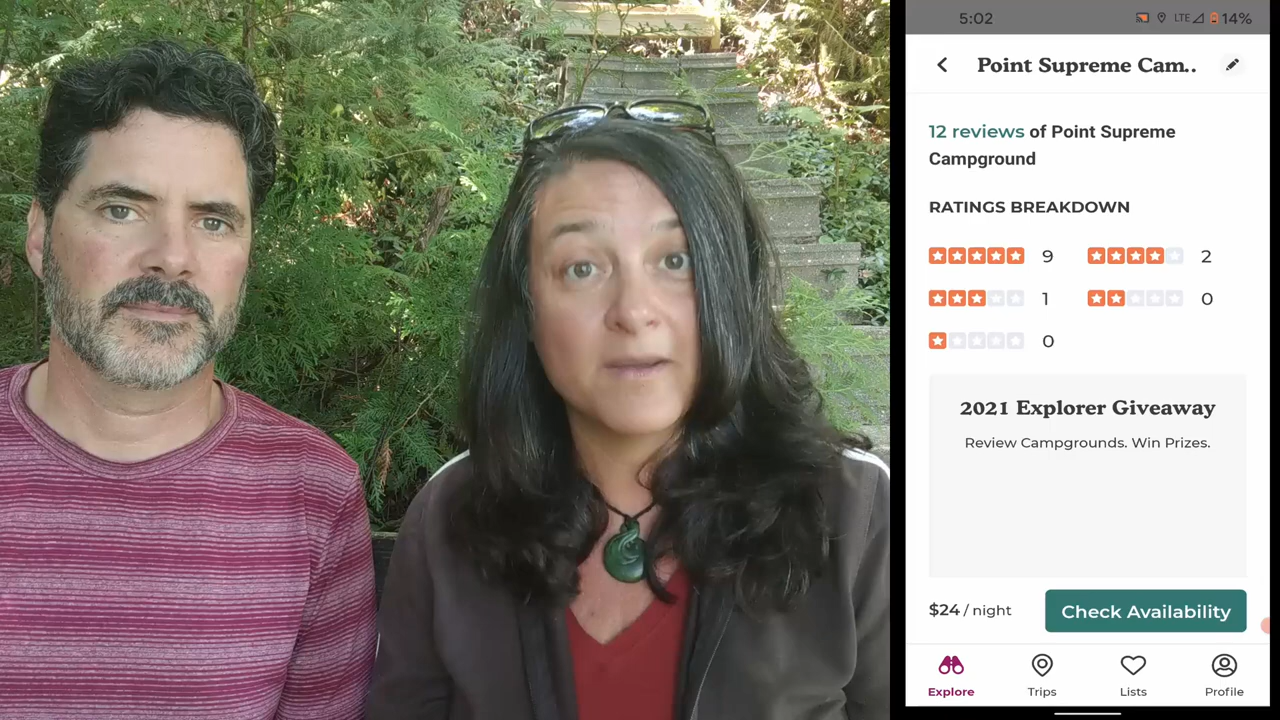 5:02 LTE 14%
Point Supreme Cam..
12 reviews of Point Supreme
Campground
RATINGS BREAKDOWN
9 2
1 0
0
2021 Explorer Giveaway
Review Campgrounds. Win Prizes.
$24 / night Check Availability
Explore Trips Lists Profile